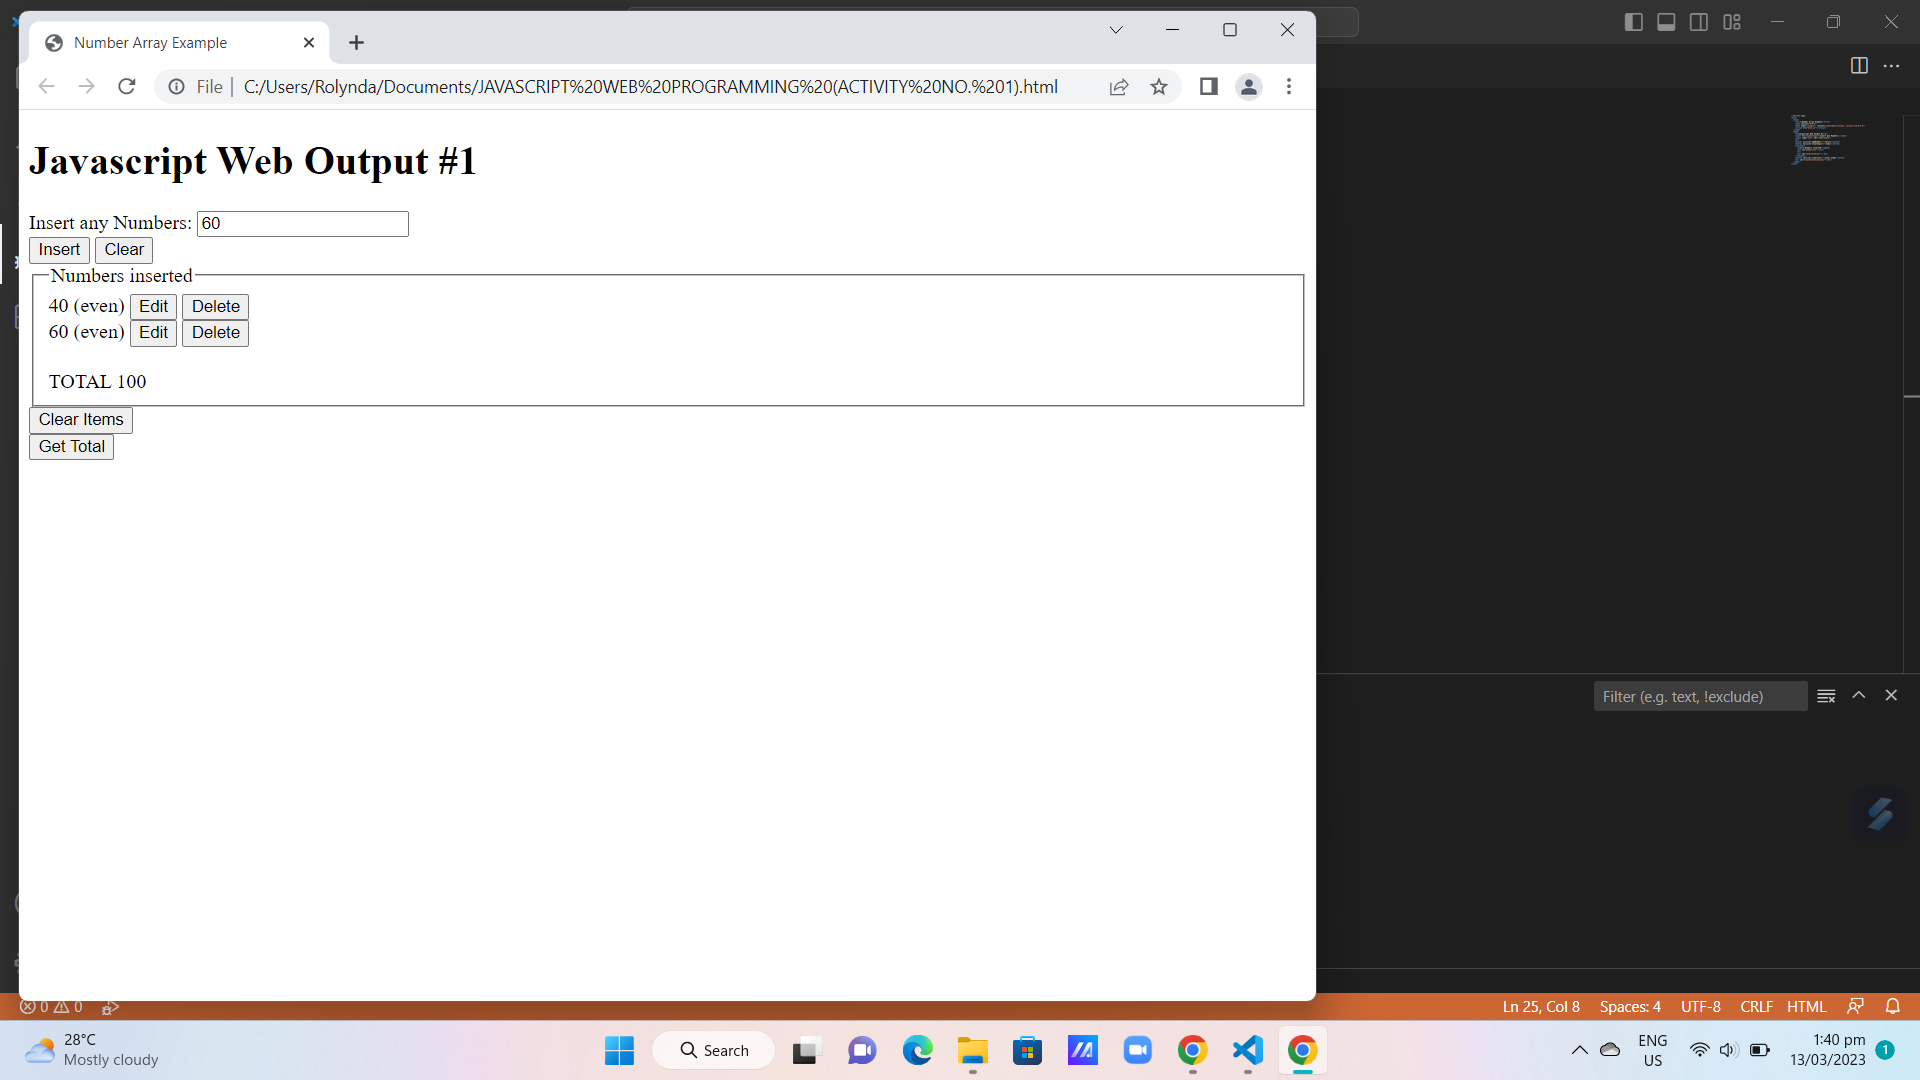 Number Array Example
File
C:/Users/Rolynda/Documents/JAVASCRIPT%20WEB%20PROGRAMMING%20(ACTIVITY%20NO.%201).html
Javascript Web Output #1
Insert any Numbers: 60
Insert Clear
Numbers inserted
40 (even) Edit Delete
60 (even) Edit Delete
TOTAL 100
Clear Items
Get Total
Filter (e.g. text, !exclude)
0 0
Ln 25, Col 8 Spaces: 4 UTF-8 CRLF HTML
28°C
Mostly cloudy
Search
ENG
US
1:40 pm
13/03/2023
1